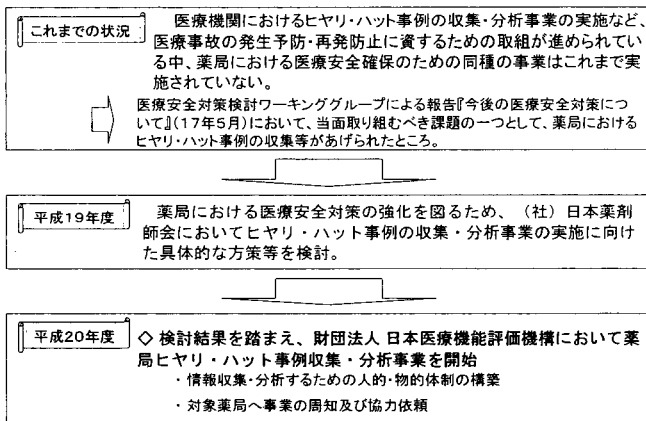 これまでの状況
医療機関におけるヒヤリ・ハット事例の収集・分析事業の実施など、
医療事故の発生予防・再発防止に資するための取組が進められてい
る中、薬局における医療安全確保のための同種の事業はこれまで実
施されていない。
医療安全対策検討ワーキンググループによる報告『今後の医療安全対策につ
いて』(17年5月)において、当面取り組むべき課題の一つとして、薬局における
ヒヤリ・ハット事例の収集等があげられたところ。
平成19年度
薬局における医療安全対策の強化を図るため、（社）日本薬剤
師会においてヒヤリ・ハット事例の収集・分析事業の実施に向け
た具体的な方策等を検討。
平成20年度
◇ 検討結果を踏まえ、財団法人 日本医療機能評価機構において薬
局ヒヤリ・ハット事例収集・分析事業を開始
・情報収集・分析するための人的・物的体制の構築
・対象薬局へ事業の周知及び協力依頼